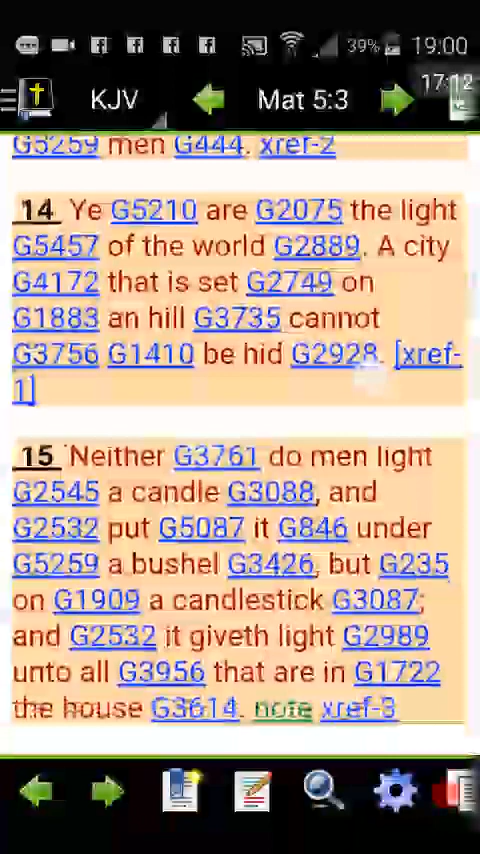 39% 19:00
KJV Mat 5:3 17:12
G5259 men G444. xref-2
14 Ye G5210 are G2075 the light
G5457 of the world G2889. A city
G4172 that is set G2749 on
G1883 an hill G3735 cannot
G3756 G1410 be hid G2928. [xref-
1]
15 Neither G3761 do men light
G2545 a candle G3088, and
G2532 put G5087 it G846 under
G5259 a bushel G3426, but G235
on G1909 a candlestick G3087;
and G2532 it giveth light G2989
unto all G3956 that are in G1722
the house G3614. note xref-3